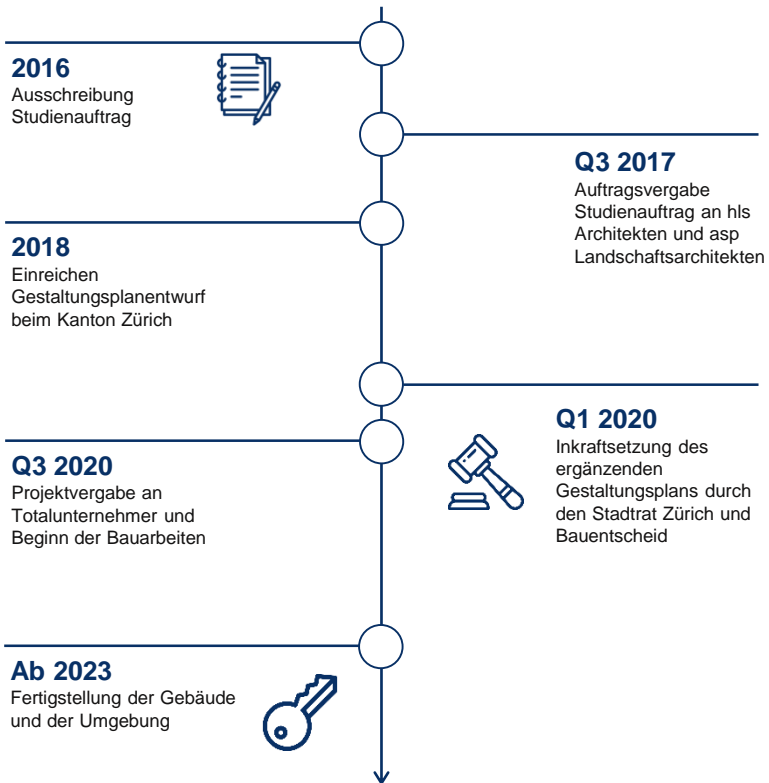 2016
Ausschreibung
Studienauftrag
Q3 2017
Auftragsvergabe
Studienauftrag an hls
Architekten und asp
Landschaftsarchitekten
2018
Einreichen
Gestaltungsplanentwurf
beim Kanton Zürich
Q1 2020
Inkraftsetzung des
ergänzenden
Gestaltungsplans durch
den Stadtrat Zürich und
Bauentscheid
Q3 2020
Projektvergabe an
Totalunternehmer und
Beginn der Bauarbeiten
Ab 2023
Fertigstellung der Gebäude
und der Umgebung